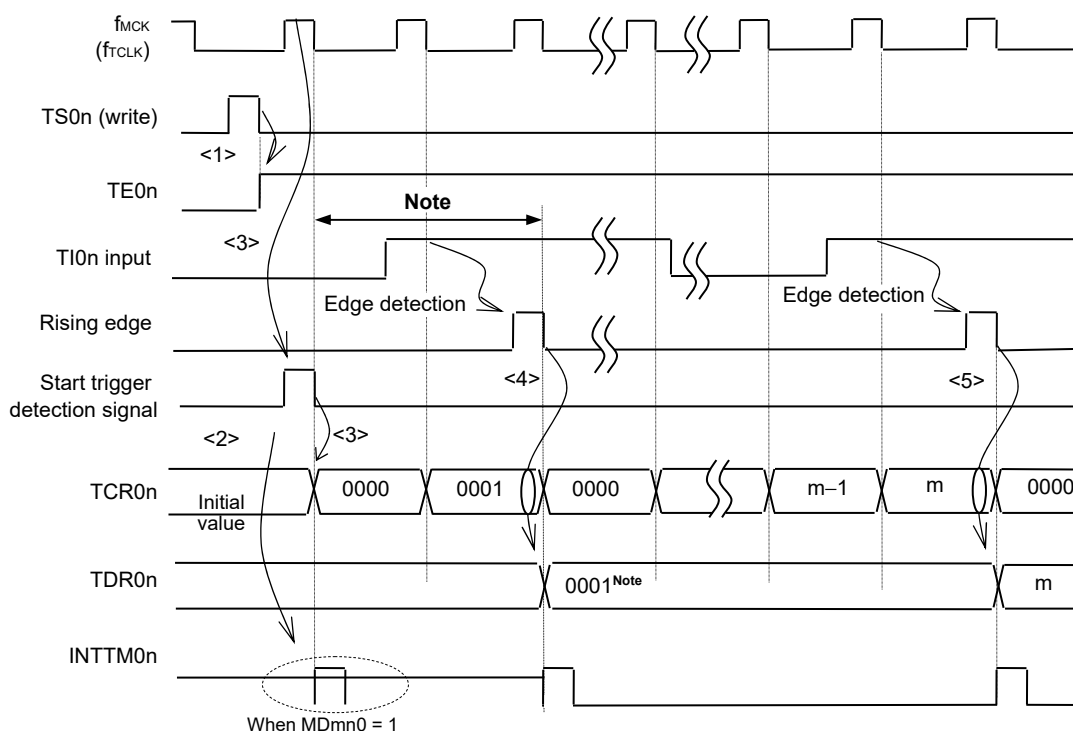 fMCK
(fTCLK)
TS0n (write)
<1>
TE0n
Note
<3>
TI0n input
Edge detection
Edge detection
Rising edge
<4>
<5>
Start trigger
detection signal
<2>
<3>
TCR0n
Initial
value
0000
0001
0000
m−1
m
0000
TDR0n
0001Note
m
INTTM0n
When MDmn0 = 1